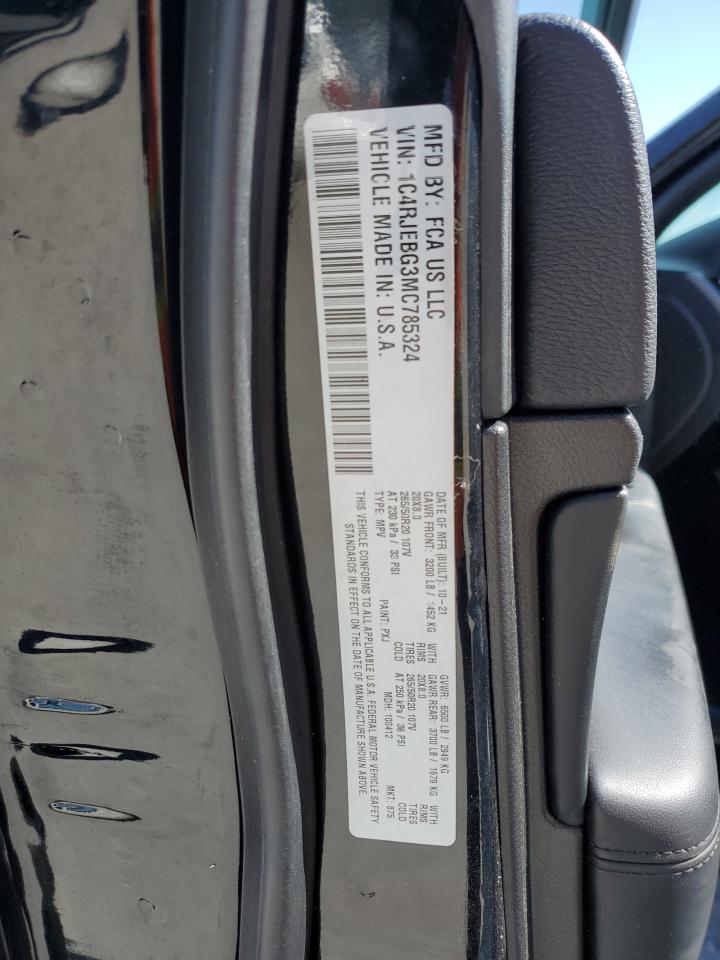 MFD BY: FCA US LLC
VIN: 1C4RJEBG3MC785324
VEHICLE MADE IN: U.S.A.
DATE OF MFR (BUILT): 10-21 GVWR: 6500 LB / 2949 KG
GAWR FRONT: 3200 LB / 1452 KG WITH GAWR REAR: 3700 LB / 1679 KG WITH
20X8.0 RIMS 20X8.0 RIMS
265/50R20 107V TIRES 265/50R20 107V TIRES
AT 230 kPa / 33 PSI COLD AT 250 kPa / 36 PSI COLD
TYPE: MPV PAINT: PXJ MDH: 100412 MKT: 875
THIS VEHICLE CONFORMS TO ALL APPLICABLE U.S.A. FEDERAL MOTOR VEHICLE SAFETY
STANDARDS IN EFFECT ON THE DATE OF MANUFACTURE SHOWN ABOVE.